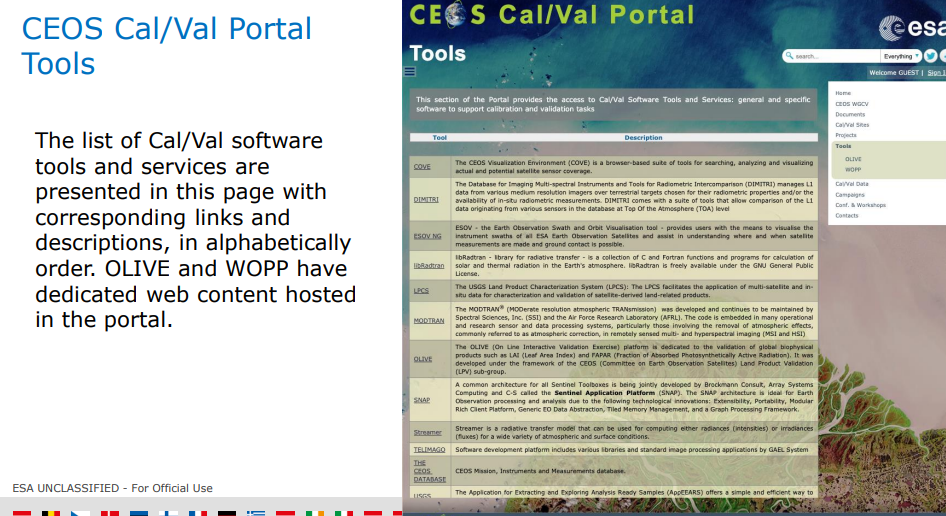 CEOS Cal/Val Portal
Tools
The list of Cal/Val software
tools and services are
presented in this page with
corresponding links and
descriptions, in alphabetically
order. OLIVE and WOPP have
dedicated web content hosted
in the portal.
ESA UNCLASSIFIED - For Official Use
CEOS Cal/Val Portal
esa
Tools
search...
Everything
Welcome GUEST |
Sign
This section of the Portal provides the access to Cal/Val Software Tools and Services: general and specific
software to support calibration and validation tasks
Home
CEOS WGCV
Documents
Cal/Val Sites
Projects
Tools
OLIVE
WOPP
Cal/Val Data
Campaigns
Conf. & Workshops
Contacts
Tool Description
COVE
The CEOS Visualization Environment (COVE) is a browser-based suite of tools for searching, analyzing and visualizing
actual and potential satellite sensor coverage.
DIMITRI
The Database for Imaging Multi-spectral Instruments and Tools for Radiometric Intercomparison (DIMITRI) manages L1
data from various medium resolution imagers over terrestrial targets chosen for their radiometric properties and/or the
availability of in-situ radiometry measurements. DIMITRI comes with a suite of tools that allow comparison of the L1
data originating from various sensors in the database at Top Of the Atmosphere (TOA) level
ESOV NG
ESOV - the Earth Observation Swath and Orbit Visualisation tool - provides users with the means to visualise the
instrument swaths of all ESA Earth Observation Satellites and assist in understanding where and when satellite
measurements are made and ground contact is possible.
libRadtran
libRadtran - library for radiative transfer - is a collection of C and Fortran functions and programs for calculation of
solar and thermal radiation in the Earth's atmosphere. libRadtran is freely available under the GNU General Public
License.
LPCS
The USGS Land Product Characterization System (LPCS): The LPCS facilitates the application of multi-satellite and in-
situ data for characterization and validation of satellite-derived land-related products.
MODTRAN
The MODTRAN® (MODerate resolution atmospheric TRANsmission) was developed and continues to be maintained by
Spectral Sciences, Inc. (SSI) and the Air Force Research Laboratory (AFRL). The code is embedded in many operational
and research sensor and data processing systems, particularly those involving the removal of atmospheric effects,
commonly referred to as atmospheric correction, in remotely sensed multi- and hyperspectral imaging (MSI and HSI)
OLIVE
The OLIVE (On Line Interactive Validation Exercise) platform is dedicated to the validation of global biophysical
products such as LAI (Leaf Area Index) and FAPAR (Fraction of Absorbed Photosynthetically Active Radiation). It was
developed under the framework of the CEOS (Committee on Earth Observation Satellites) Land Product Validation
(LPV) sub-group.
SNAP
A common architecture for all Sentinel Toolboxes is being jointly developed by Brockmann Consult, Array Systems
Computing and C-S called the Sentinel Application Platform (SNAP). The SNAP architecture is ideal for Earth
Observation processing and analysis due to the following technological innovations: Extensibility, Portability, Modular
Rich Client Platform, Generic EO Data Abstraction, Tiled Memory Management, and a Graph Processing Framework.
Streamer
Streamer is a radiative transfer model that can be used for computing either radiances (intensities) or irradiances
(fluxes) for a wide variety of atmospheric and surface conditions.
TELIMAGO
Software development platform includes various libraries and standard image processing applications by GAEL System
THE
CEOS
DATABASE
CEOS Mission, Instruments and Measurements database.
USGS
The Application for Extracting and Exploring Analysis Ready Samples (AppEEARS) offers a simple and efficient way to